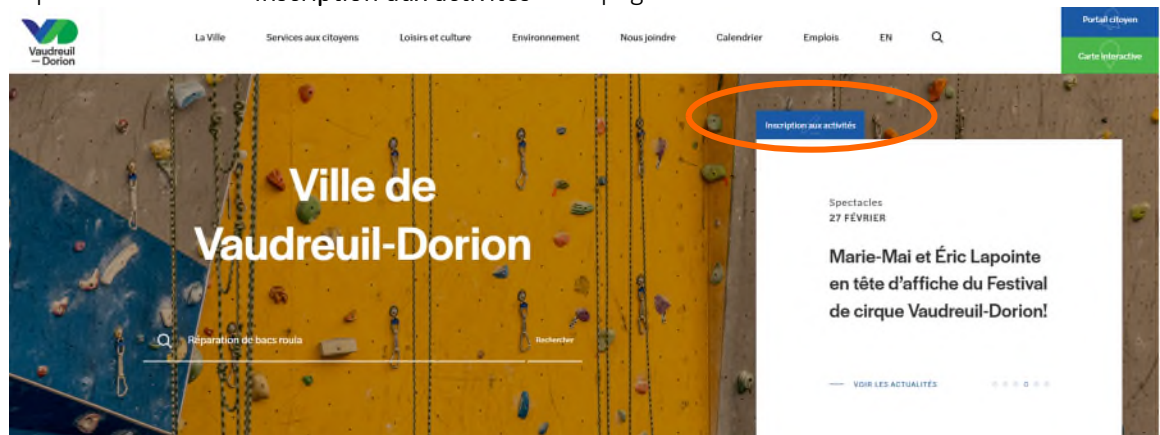 Inscription aux activités
Portail citoyen
Vaudreuil
— Dorion
La Ville
Services aux citoyens
Loisirs et culture
Environnement
Nous joindre
Calendrier
Emplois
EN
Carte interactive
Inscription aux activités
Ville de
Vaudreuil-Dorion
Spectacles
27 FÉVRIER
Marie-Mai et Éric Lapointe
en tête d’affiche du Festival
de cirque Vaudreuil-Dorion!
Réparation de bacs roula
Rechercher
VOIR LES ACTUALITÉS